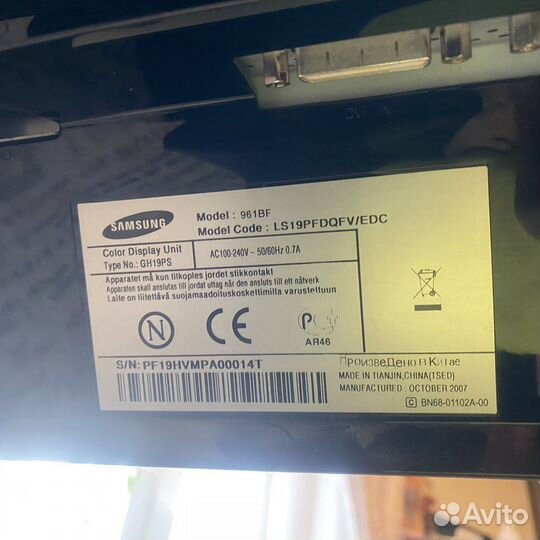 DVI IN
SAMSUNG
Model : 961BF
Model Code : LS19PFDQFV/EDC
Color Display Unit
Type No.: GH19PS
AC100-240V ~ 50/60Hz 0.7A
Apparatet må kun tilkoples jordet stikkontakt
Apparaten skall anslutas till jordat uttag när den ansluts till ett nätverk
Laite on liitettävä suojamaadoituskoskettimilla varustettuun.
N
CE
AR46
S/N: PF19HVMPA00014T
ПроизвеДено В Китае
MADE IN TIANJIN,CHINA(TSED)
MANUFACTURED : OCTOBER 2007
C BN68-01102A-00
Avito